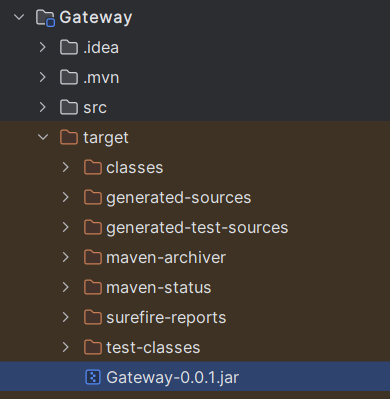 Gateway
.idea
.mvn
src
target
classes
generated-sources
generated-test-sources
maven-archiver
maven-status
surefire-reports
test-classes
Gateway-0.0.1.jar